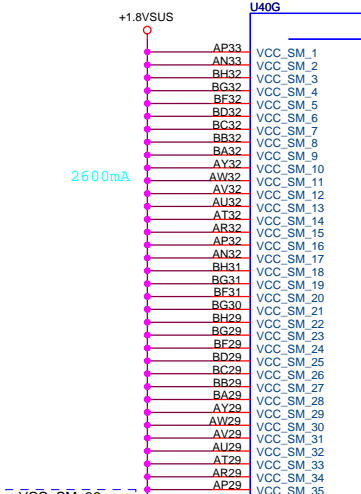 U40G
+1.8VSUS
AP33 VCC_SM_1
AN33 VCC_SM_2
BH32 VCC_SM_3
BG32 VCC_SM_4
BF32 VCC_SM_5
BD32 VCC_SM_6
BC32 VCC_SM_7
BB32 VCC_SM_8
BA32 VCC_SM_9
AY32 VCC_SM_10
2600mA AW32 VCC_SM_11
AV32 VCC_SM_12
AU32 VCC_SM_13
AT32 VCC_SM_14
AR32 VCC_SM_15
AP32 VCC_SM_16
AN32 VCC_SM_17
BH31 VCC_SM_18
BG31 VCC_SM_19
BF31 VCC_SM_20
BG30 VCC_SM_21
BH29 VCC_SM_22
BG29 VCC_SM_23
BF29 VCC_SM_24
BD29 VCC_SM_25
BC29 VCC_SM_26
BB29 VCC_SM_27
BA29 VCC_SM_28
AY29 VCC_SM_29
AW29 VCC_SM_30
AV29 VCC_SM_31
AU29 VCC_SM_32
AT29 VCC_SM_33
AR29 VCC_SM_34
AP29 VCC_SM_35